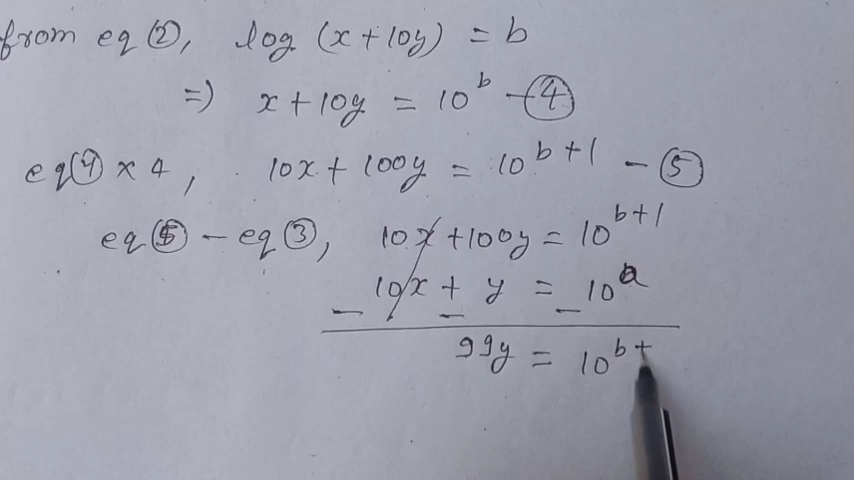 from eq ②, log (x + 10y) = b
=) x + 10y = 10^b - ④
eq ④ × 4, 10x + 100y = 10^{b+1} - ⑤
eq ⑤ - eq ③, 10x + 100y = 10^{b+1}
10x + y = 10^a
- - -
99y = 10^{b+